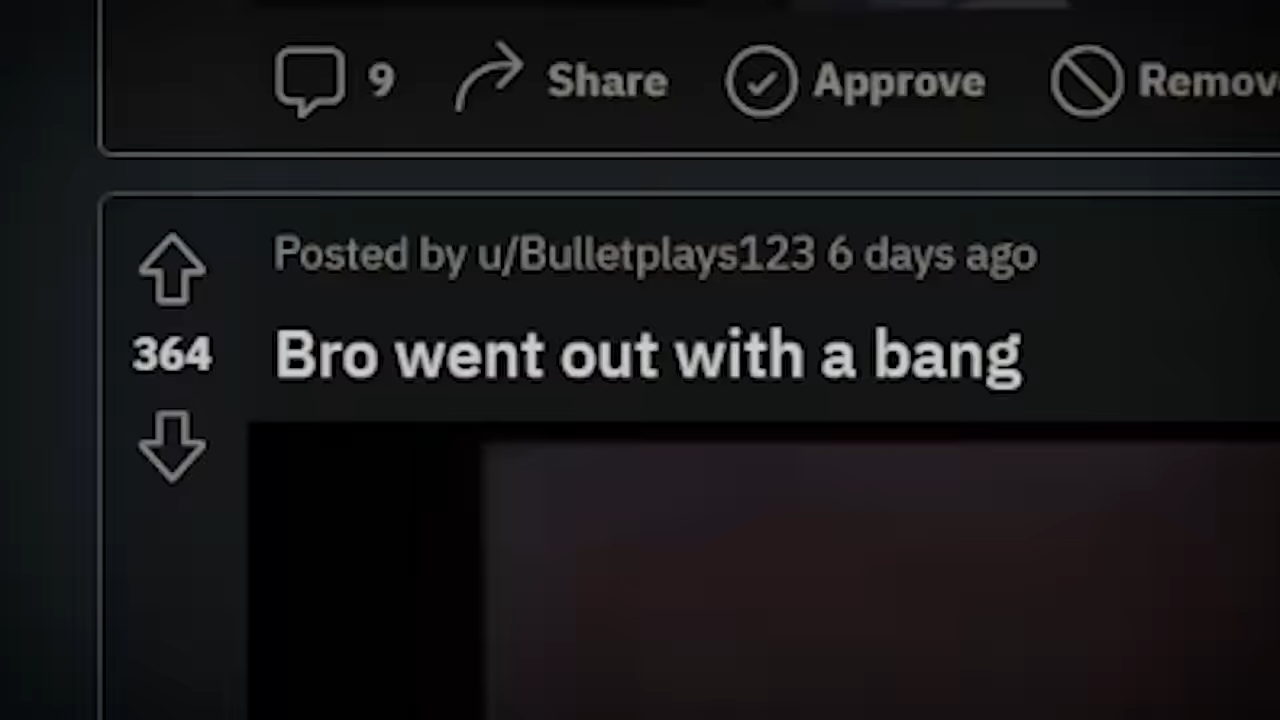 9 Share Approve Remov
Posted by u/Bulletplays123 6 days ago
364 Bro went out with a bang